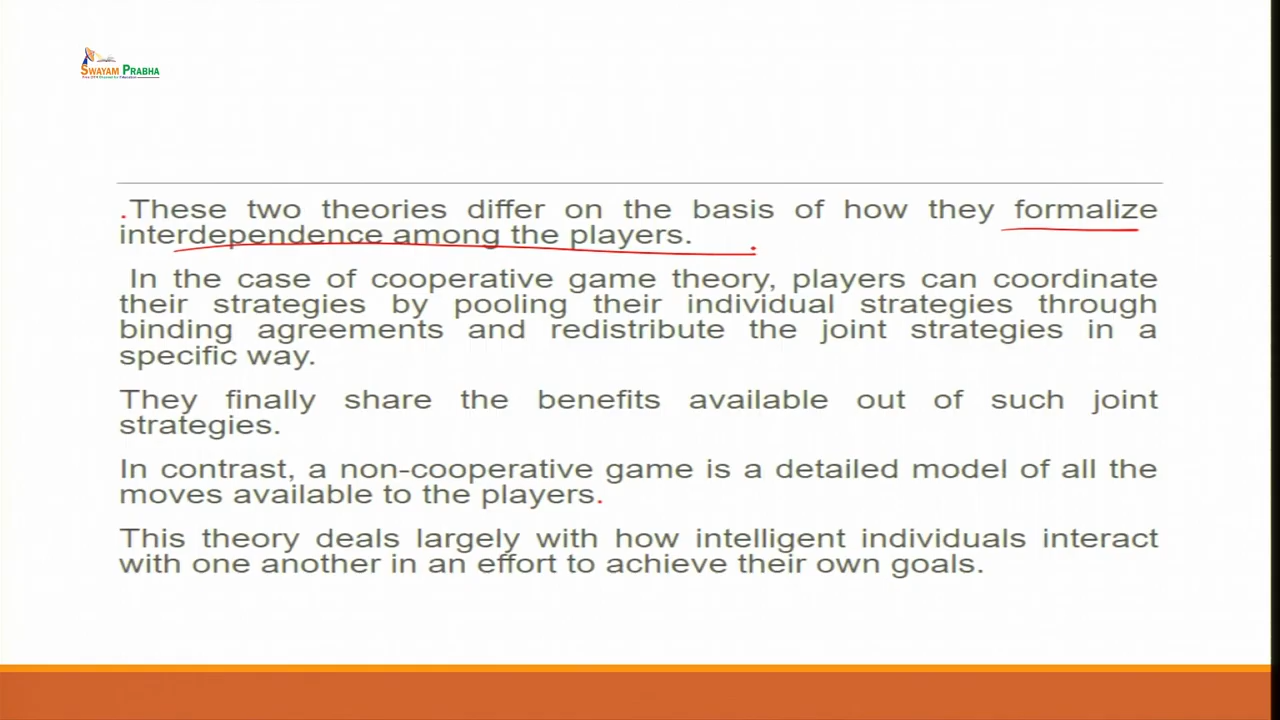 SWAYAM PRABHA
.These two theories differ on the basis of how they formalize
interdependence among the players.
In the case of cooperative game theory, players can coordinate
their strategies by pooling their individual strategies through
binding agreements and redistribute the joint strategies in a
specific way.
They finally share the benefits available out of such joint
strategies.
In contrast, a non-cooperative game is a detailed model of all the
moves available to the players.
This theory deals largely with how intelligent individuals interact
with one another in an effort to achieve their own goals.